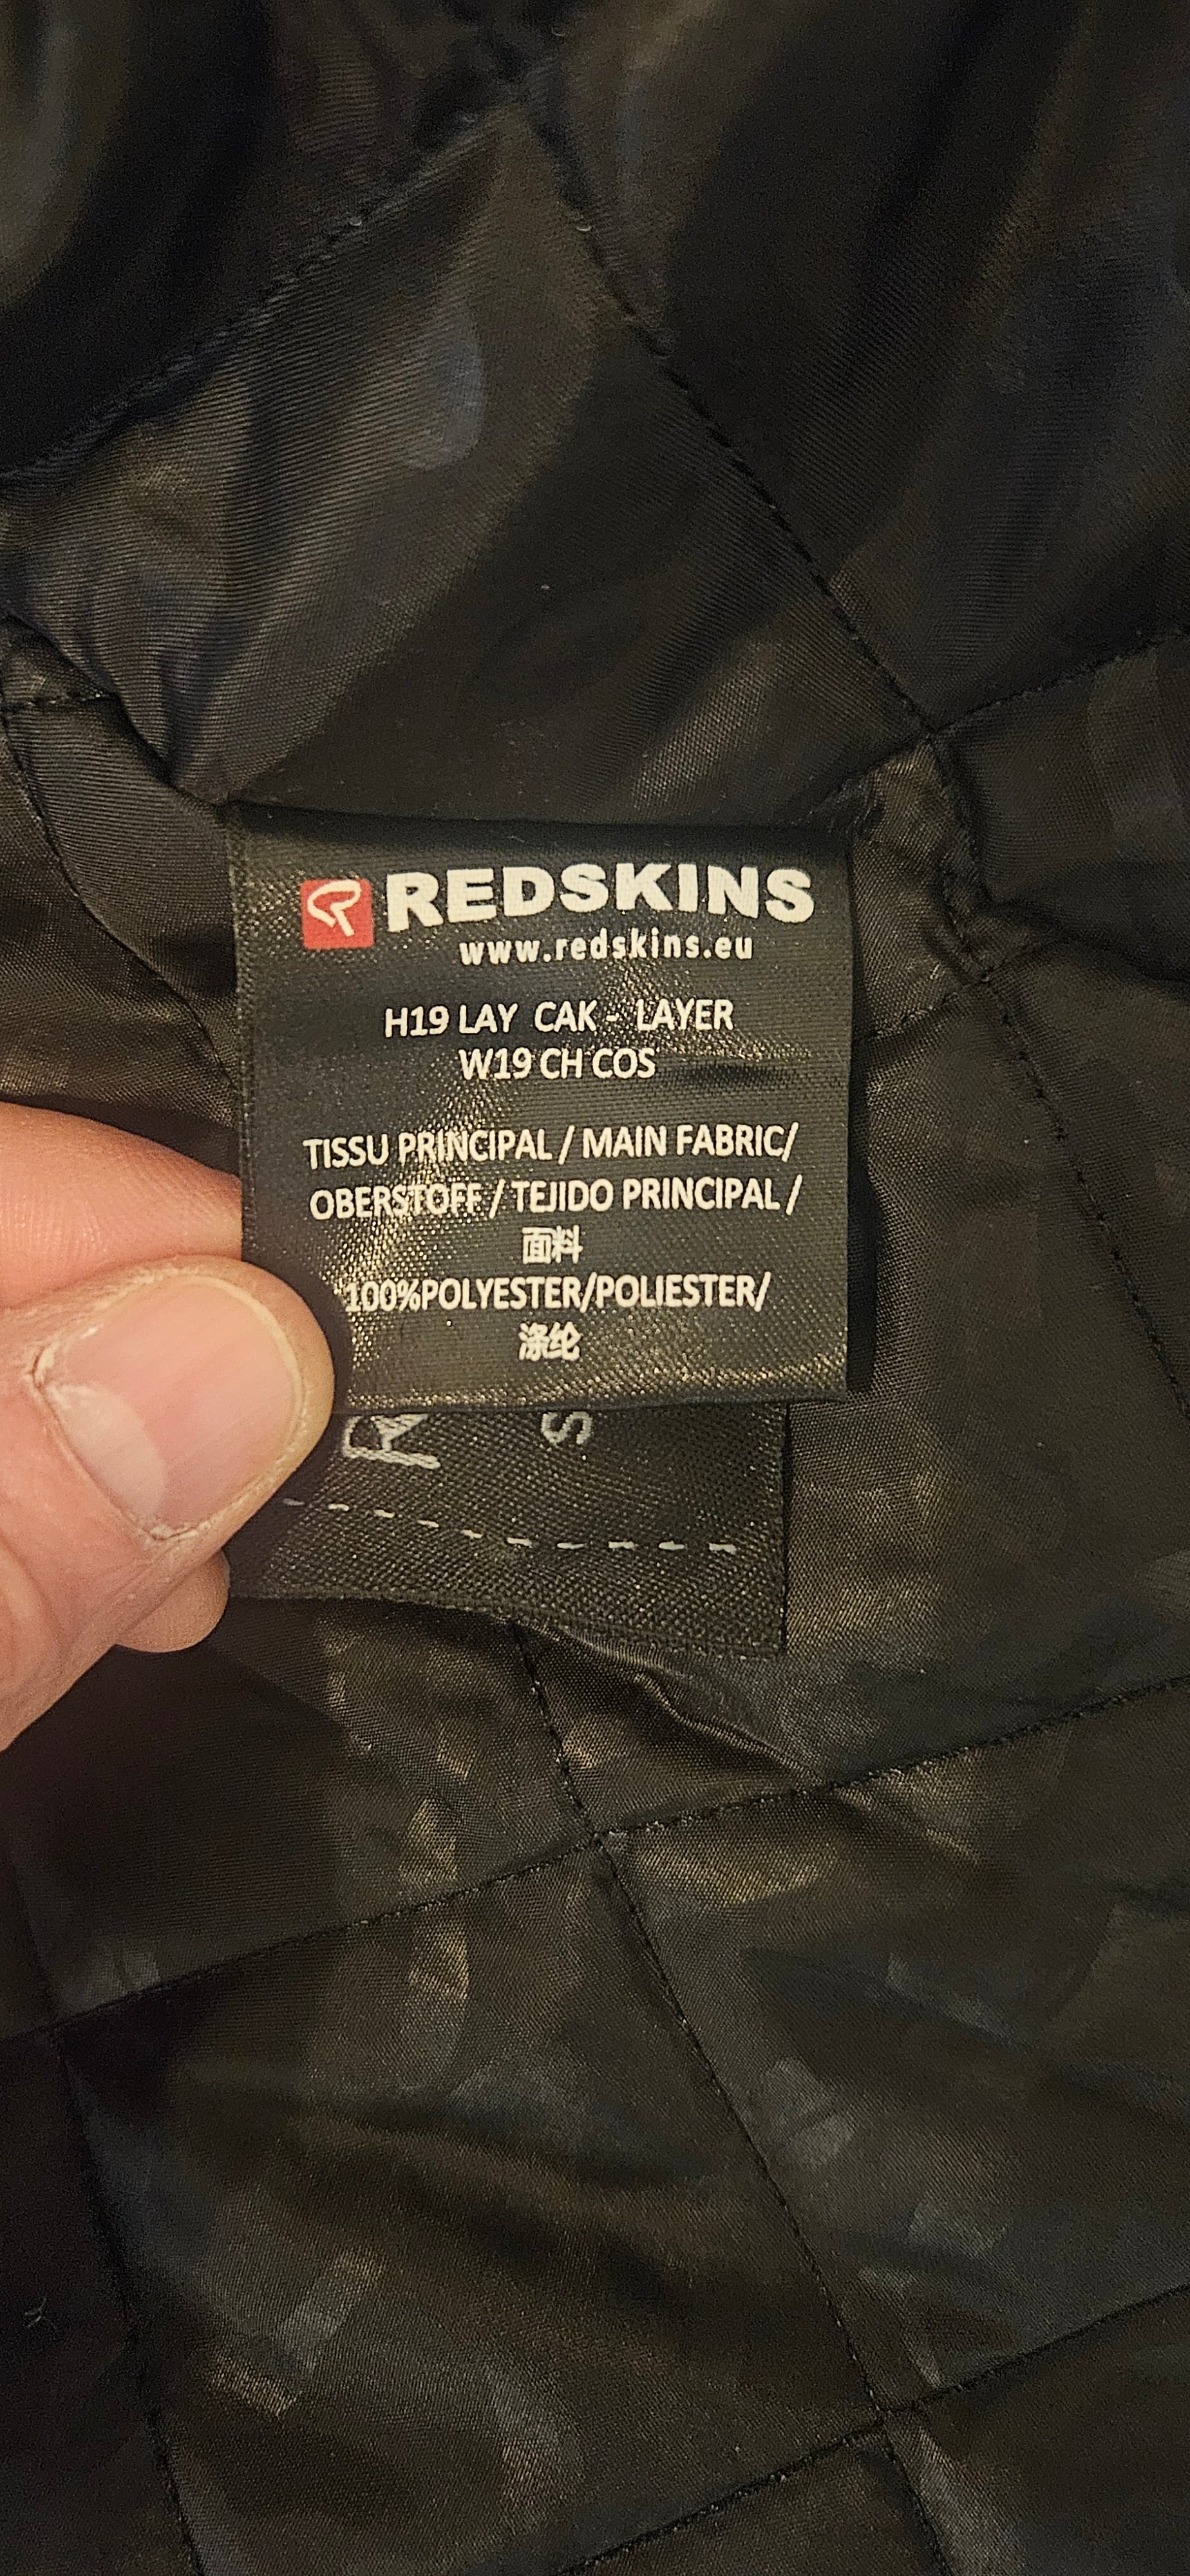 REDSKINS
www.redskins.eu
H19 LAY CAK - LAYER
W19 CH COS
TISSU PRINCIPAL / MAIN FABRIC/
OBERSTOFF / TEJIDO PRINCIPAL /
面料
100%POLYESTER/POLIESTER/
涤纶